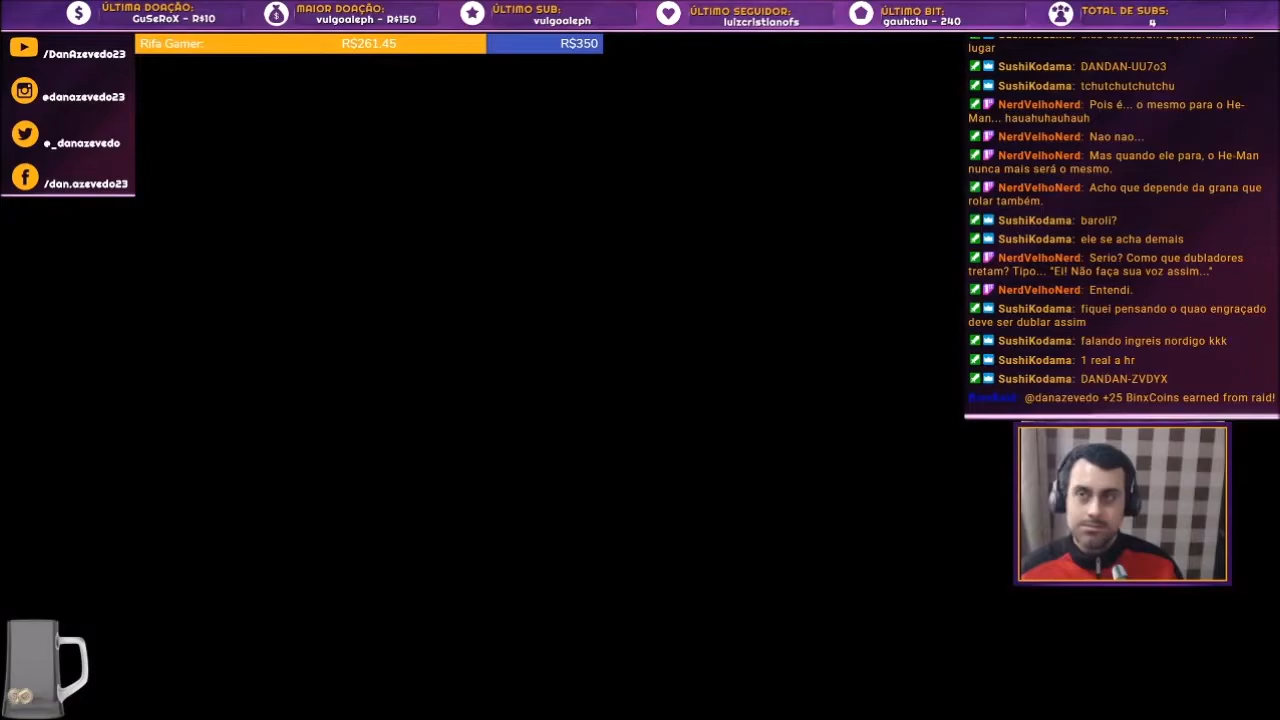 ÚLTIMA DOAÇÃO:
GuSeRoX - R$10
MAIOR DOAÇÃO:
vulgoaleph - R$150
ÚLTIMO SUB:
vulgoaleph
ÚLTIMO SEGUIDOR:
luizcristianofs
ÚLTIMO BIT:
gauhchu - 240
TOTAL DE SUBS:
4
Rifa Gamer: R$261.45 R$350
/DanAzevedo23
@danazevedo23
@_danazevedo
/dan.azevedo23
lugar
SushiKodama: DANDAN-UU7o3
SushiKodama: tchutchutchutchu
NerdVelhoNerd: Pois é... o mesmo para o He-
Man... hauahuhauhauh
NerdVelhoNerd: Nao nao...
NerdVelhoNerd: Mas quando ele para, o He-Man
nunca mais será o mesmo.
NerdVelhoNerd: Acho que depende da grana que
rolar também.
SushiKodama: baroli?
SushiKodama: ele se acha demais
NerdVelhoNerd: Serio? Como que dubladores
tretam? Tipo... "Ei! Não faça sua voz assim..."
NerdVelhoNerd: Entendi.
SushiKodama: fiquei pensando o quao engraçado
deve ser dublar assim
SushiKodama: falando ingreis nordigo kkk
SushiKodama: 1 real a hr
SushiKodama: DANDAN-ZVDYX
@danazevedo +25 BinxCoins earned from raid!